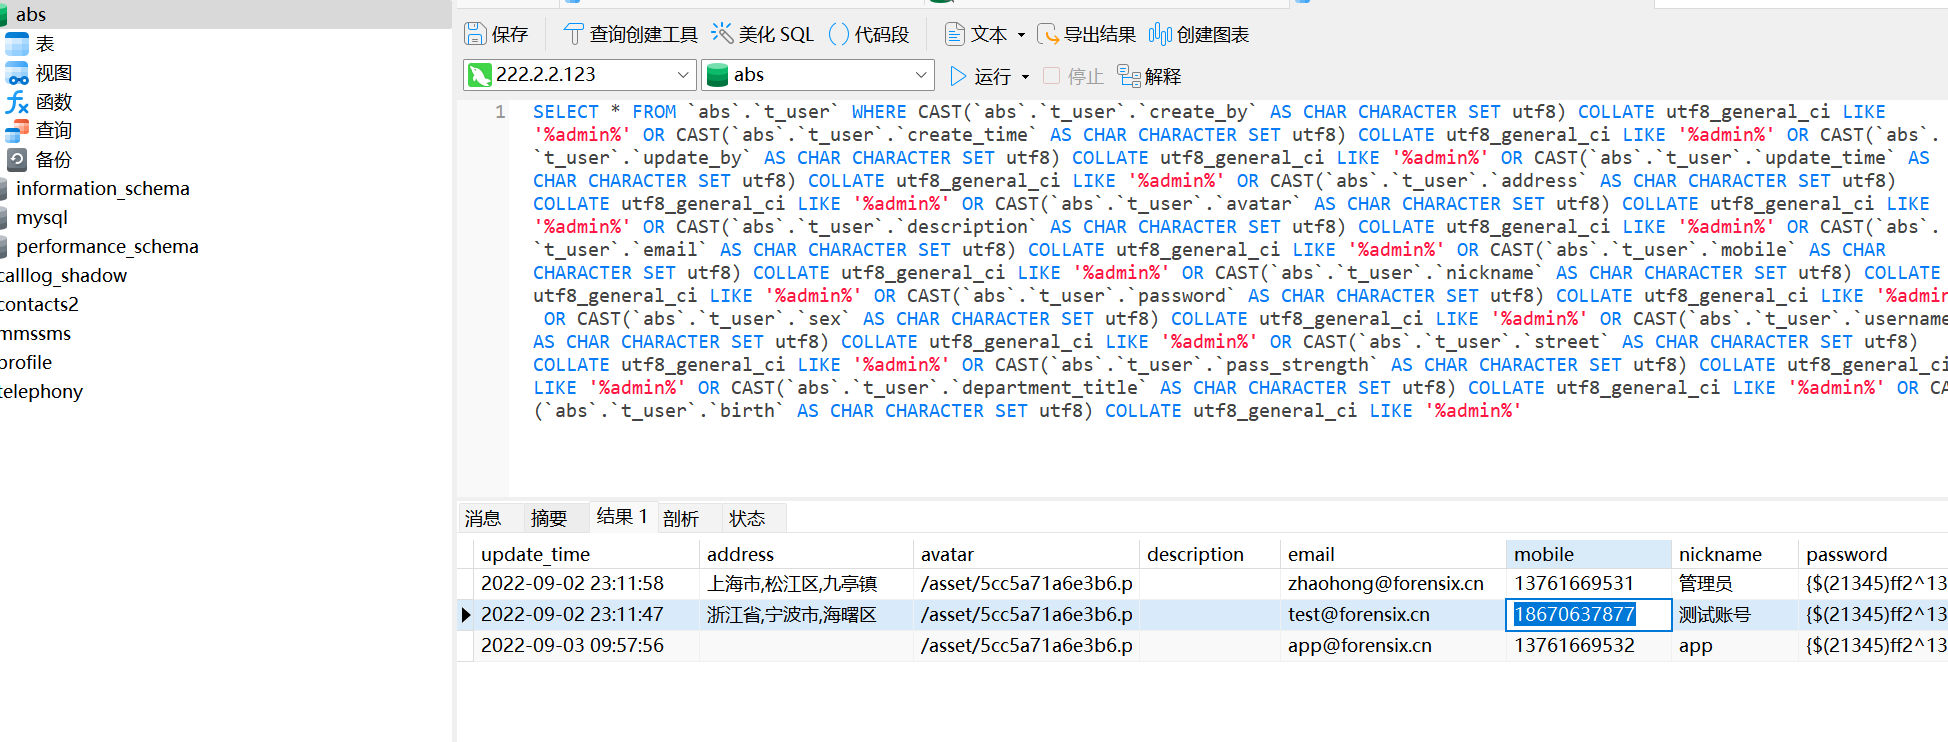 abs
表
视图
函数
查询
备份
information_schema
mysql
performance_schema
calllog_shadow
contacts2
mmssms
profile
telephony
保存 查询创建工具 美化 SQL 代码段 文本 导出结果 创建图表
222.2.2.123 abs 运行 停止 解释
1 SELECT * FROM `abs`.`t_user` WHERE CAST(`abs`.`t_user`.`create_by` AS CHAR CHARACTER SET utf8) COLLATE utf8_general_ci LIKE
'%admin%' OR CAST(`abs`.`t_user`.`create_time` AS CHAR CHARACTER SET utf8) COLLATE utf8_general_ci LIKE '%admin%' OR CAST(`abs`.
`t_user`.`update_by` AS CHAR CHARACTER SET utf8) COLLATE utf8_general_ci LIKE '%admin%' OR CAST(`abs`.`t_user`.`update_time` AS
CHAR CHARACTER SET utf8) COLLATE utf8_general_ci LIKE '%admin%' OR CAST(`abs`.`t_user`.`address` AS CHAR CHARACTER SET utf8)
COLLATE utf8_general_ci LIKE '%admin%' OR CAST(`abs`.`t_user`.`avatar` AS CHAR CHARACTER SET utf8) COLLATE utf8_general_ci LIKE
'%admin%' OR CAST(`abs`.`t_user`.`description` AS CHAR CHARACTER SET utf8) COLLATE utf8_general_ci LIKE '%admin%' OR CAST(`abs`.
`t_user`.`email` AS CHAR CHARACTER SET utf8) COLLATE utf8_general_ci LIKE '%admin%' OR CAST(`abs`.`t_user`.`mobile` AS CHAR
CHARACTER SET utf8) COLLATE utf8_general_ci LIKE '%admin%' OR CAST(`abs`.`t_user`.`nickname` AS CHAR CHARACTER SET utf8) COLLATE
utf8_general_ci LIKE '%admin%' OR CAST(`abs`.`t_user`.`password` AS CHAR CHARACTER SET utf8) COLLATE utf8_general_ci LIKE '%admin
OR CAST(`abs`.`t_user`.`sex` AS CHAR CHARACTER SET utf8) COLLATE utf8_general_ci LIKE '%admin%' OR CAST(`abs`.`t_user`.`username
AS CHAR CHARACTER SET utf8) COLLATE utf8_general_ci LIKE '%admin%' OR CAST(`abs`.`t_user`.`street` AS CHAR CHARACTER SET utf8)
COLLATE utf8_general_ci LIKE '%admin%' OR CAST(`abs`.`t_user`.`pass_strength` AS CHAR CHARACTER SET utf8) COLLATE utf8_general_ci
LIKE '%admin%' OR CAST(`abs`.`t_user`.`department_title` AS CHAR CHARACTER SET utf8) COLLATE utf8_general_ci LIKE '%admin%' OR CA
(`abs`.`t_user`.`birth` AS CHAR CHARACTER SET utf8) COLLATE utf8_general_ci LIKE '%admin%'
消息 摘要 结果 1 剖析 状态
update_time address avatar description email mobile nickname password
2022-09-02 23:11:58 上海市,松江区,九亭镇 /asset/5cc5a71a6e3b6.p zhaohong@forensix.cn 13761669531 管理员 {$(21345)ff2^13
2022-09-02 23:11:47 浙江省,宁波市,海曙区 /asset/5cc5a71a6e3b6.p test@forensix.cn 18670637877 测试账号 {$(21345)ff2^13
2022-09-03 09:57:56 /asset/5cc5a71a6e3b6.p app@forensix.cn 13761669532 app {$(21345)ff2^13